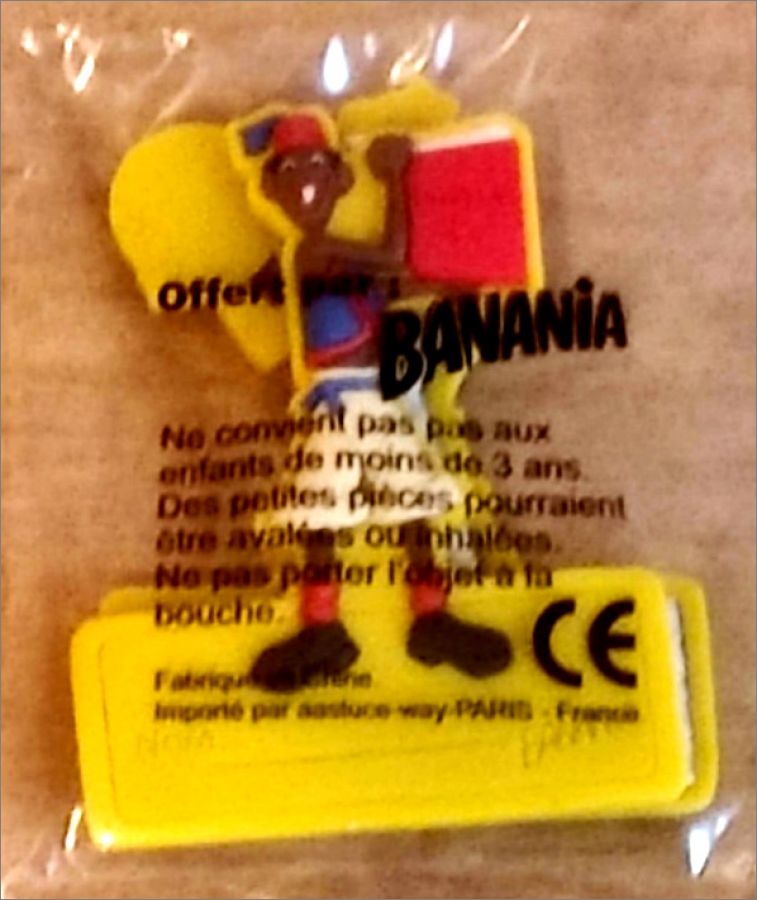 Offert par :
BANANiA
Ne convient pas pas aux
enfants de moins de 3 ans.
Des petites pièces pourraient
être avalées ou inhalées.
Ne pas porter l'objet à la
bouche.
CE
Fabriqué en Chine
Importé par aastuce-way-PARIS - France
NOM